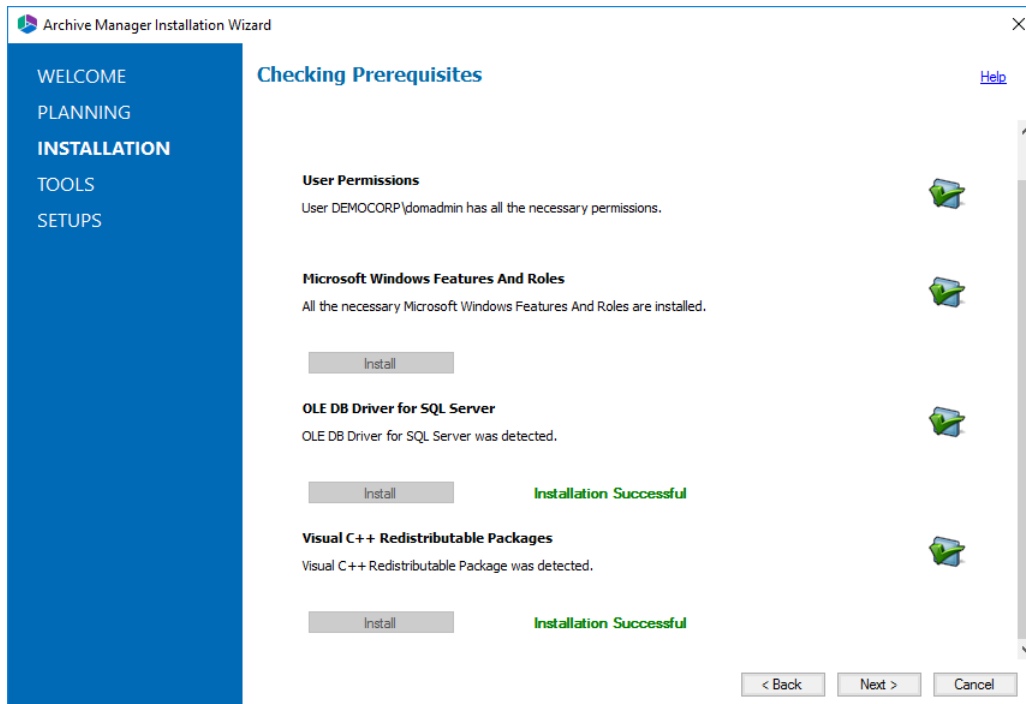 Archive Manager Installation Wizard
WELCOME
PLANNING
INSTALLATION
TOOLS
SETUPS
Checking Prerequisites
Help
User Permissions
User DEMOCORP\domadmin has all the necessary permissions.
Microsoft Windows Features And Roles
All the necessary Microsoft Windows Features And Roles are installed.
Install
OLE DB Driver for SQL Server
OLE DB Driver for SQL Server was detected.
Install Installation Successful
Visual C++ Redistributable Packages
Visual C++ Redistributable Package was detected.
Install Installation Successful
< Back Next > Cancel